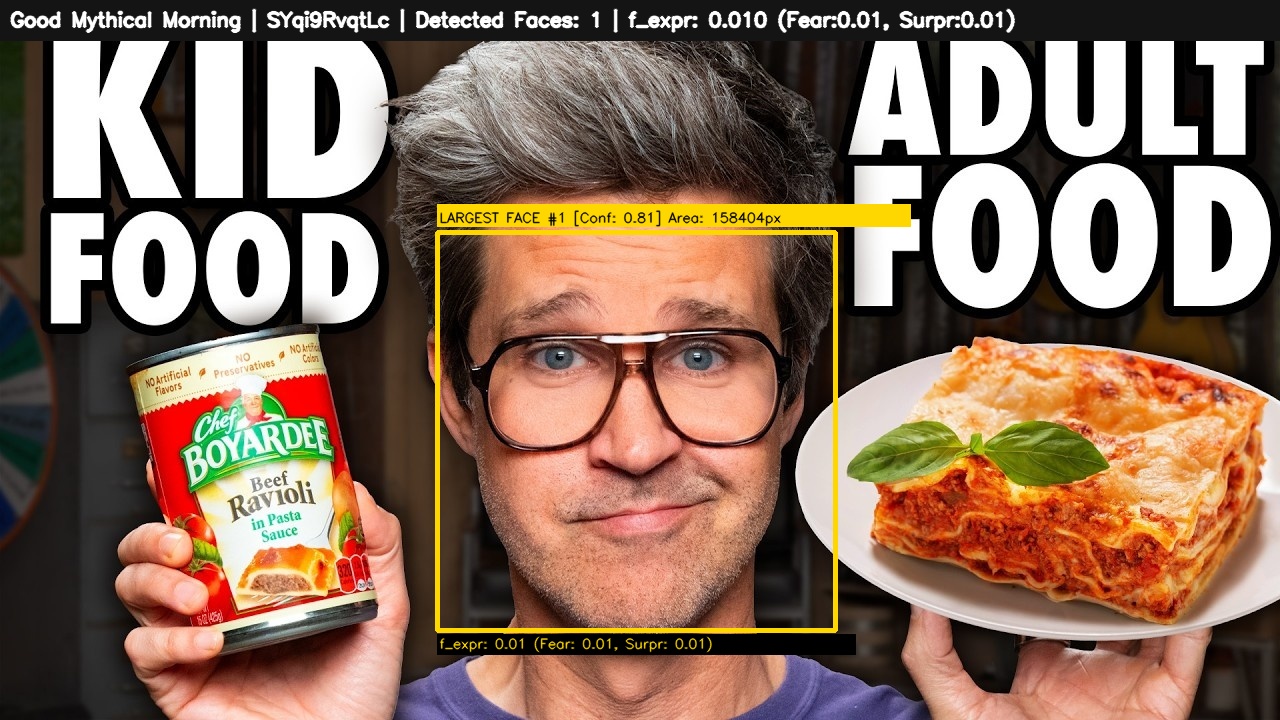 Good Mythical Morning | SYqi9RvqtLc | Detected Faces: 1 | f_expr: 0.010 (Fear:0.01, Surpr:0.01)
KID
FOOD
ADULT
FOOD
LARGEST FACE #1 [Conf: 0.81] Area: 158404px
NO Artificial
Flavors
NO
Preservatives
NO Artificial
Colors
Chef
BOYARDEE
Beef
Ravioli
in Pasta
Sauce
f_expr: 0.01 (Fear: 0.01, Surpr: 0.01)